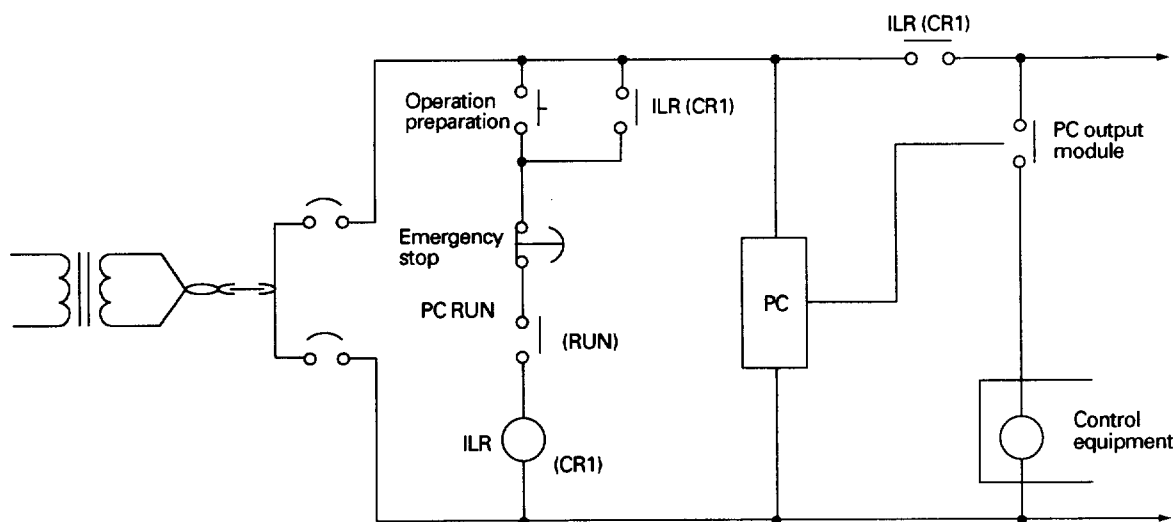 ILR (CR1)
Operation
preparation
ILR (CR1)
PC output
module
Emergency
stop
PC RUN
(RUN)
PC
ILR
(CR1)
Control
equipment